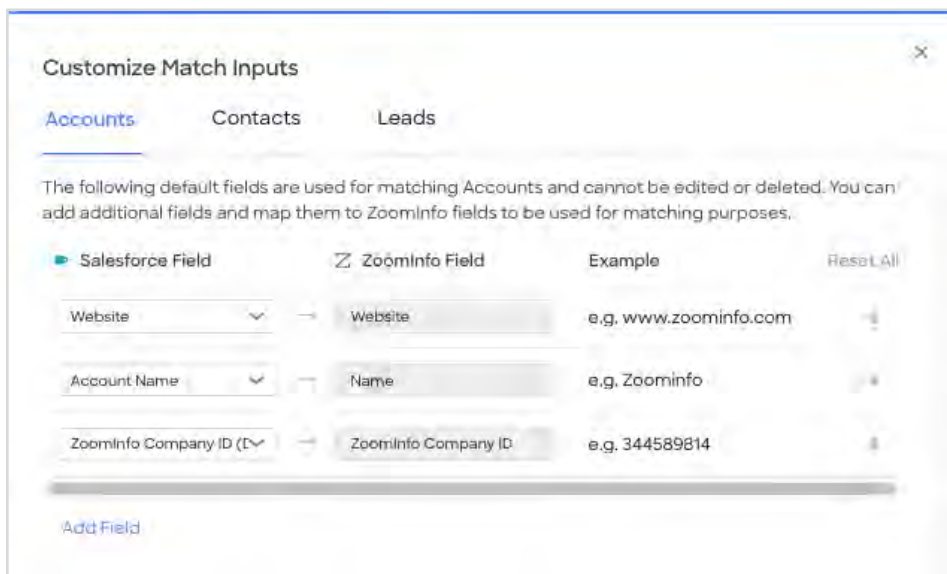 Customize Match Inputs
Accounts Contacts Leads
The following default fields are used for matching Accounts and cannot be edited or deleted. You can
add additional fields and map them to ZoomInfo fields to be used for matching purposes.
Salesforce Field ZoomInfo Field Example Reset All
Website Website e.g. www.zoominfo.com
Account Name Name e.g. Zoominfo
ZoomInfo Company ID (D ZoomInfo Company ID e.g. 344589814
Add Field